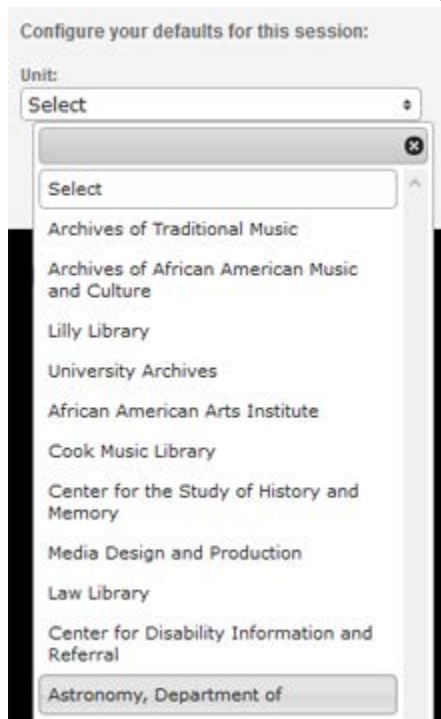 Configure your defaults for this session:
Unit:
Select
Select
Archives of Traditional Music
Archives of African American Music
and Culture
Lilly Library
University Archives
African American Arts Institute
Cook Music Library
Center for the Study of History and
Memory
Media Design and Production
Law Library
Center for Disability Information and
Referral
Astronomy, Department of